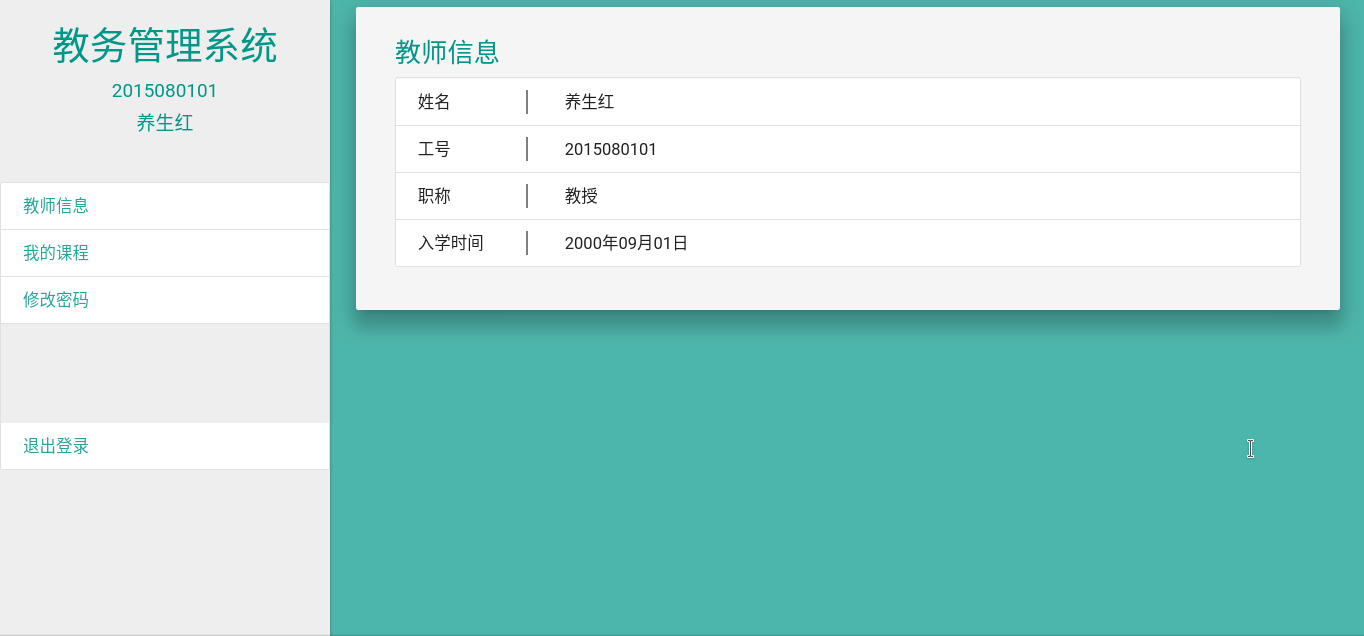 教务管理系统
2015080101
养生红
教师信息
我的课程
修改密码
退出登录
教师信息
姓名 养生红
工号 2015080101
职称 教授
入学时间 2000年09月01日